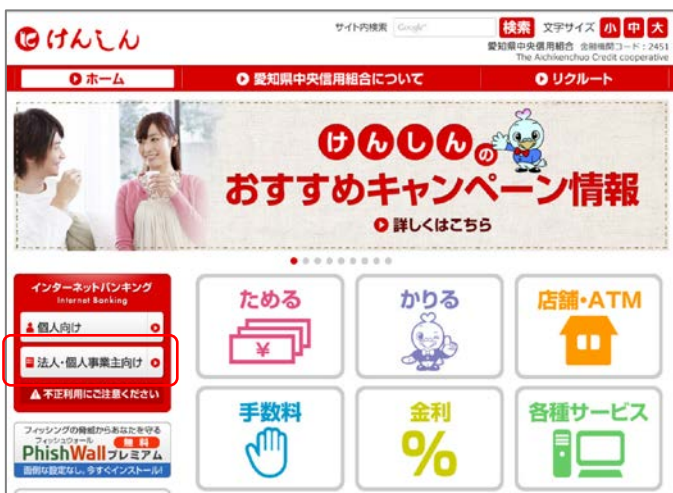 けんしん
サイト内検索 Google 検索 文字サイズ 小 中 大
愛知県中央信用組合 金融機関コード：2451
The Aichikenchuo Credit cooperative
ホーム 愛知県中央信用組合について リクルート
けんしんの
おすすめキャンペーン情報
詳しくはこちら
インターネットバンキング
Internet Banking
個人向け
法人・個人事業主向け
不正利用にご注意ください
フィッシングの脅威からあなたを守る
フィッシュウォール 無料
PhishWallプレミアム
面倒な設定なし、今すぐインストール!
ためる かりる 店舗・ATM
¥
手数料 金利 各種サービス
%